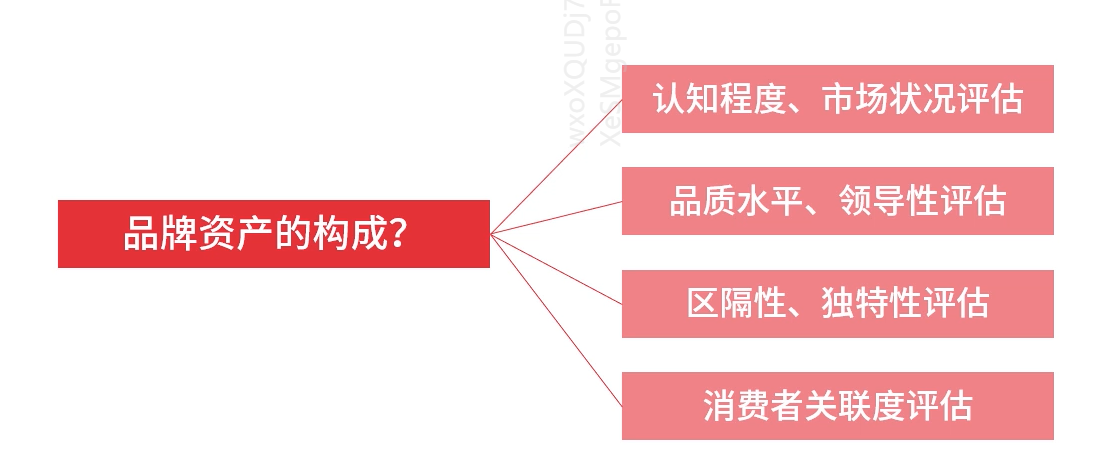 认知程度、市场状况评估
品质水平、领导性评估
品牌资产的构成?
区隔性、独特性评估
消费者关联度评估